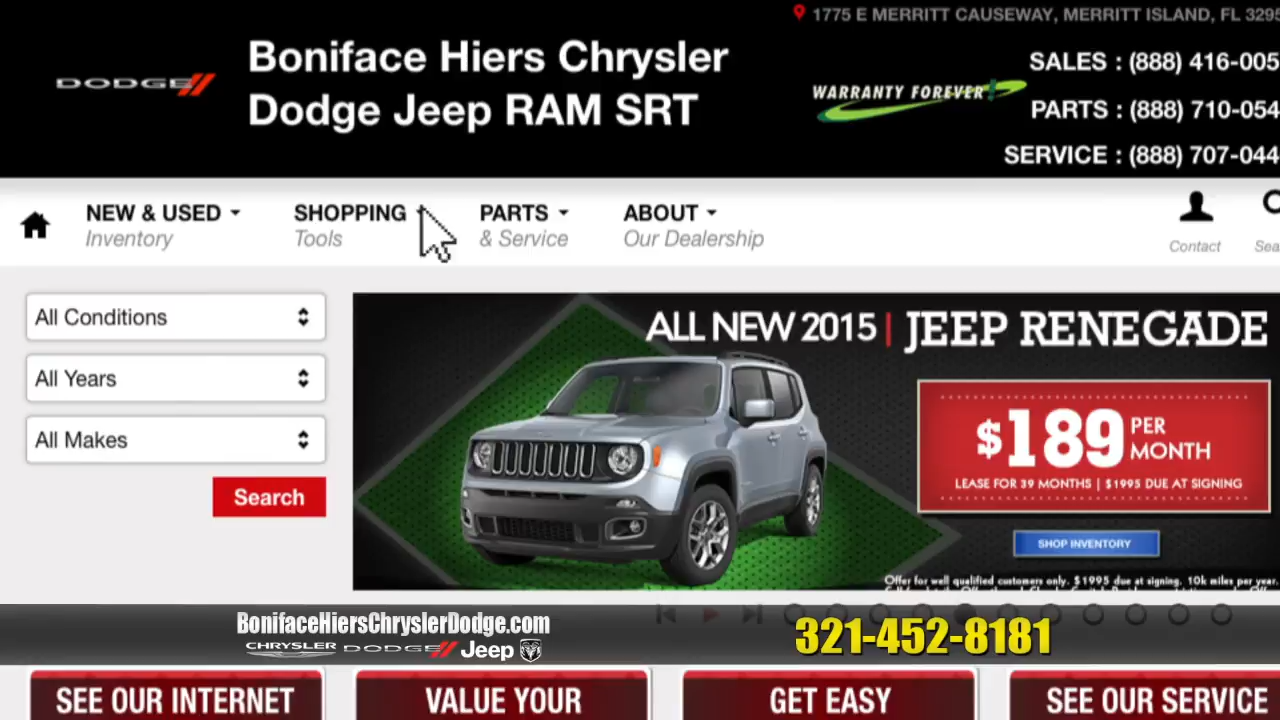 1775 E MERRITT CAUSEWAY, MERRITT ISLAND, FL 3295
DODGE
Boniface Hiers Chrysler
Dodge Jeep RAM SRT
WARRANTY FOREVER!
SALES : (888) 416-005
PARTS : (888) 710-054
SERVICE : (888) 707-044
NEW & USED
Inventory
SHOPPING
Tools
PARTS
& Service
ABOUT
Our Dealership
Contact
Sea
All Conditions
All Years
All Makes
Search
ALL NEW 2015 | JEEP RENEGADE
$189 PER MONTH
LEASE FOR 39 MONTHS | $1995 DUE AT SIGNING
SHOP INVENTORY
Offer for well qualified customers only. $1995 due at signing. 10k miles per year.
BonifaceHiersChryslerDodge.com
CHRYSLER DODGE Jeep
321-452-8181
SEE OUR INTERNET
VALUE YOUR
GET EASY
SEE OUR SERVICE